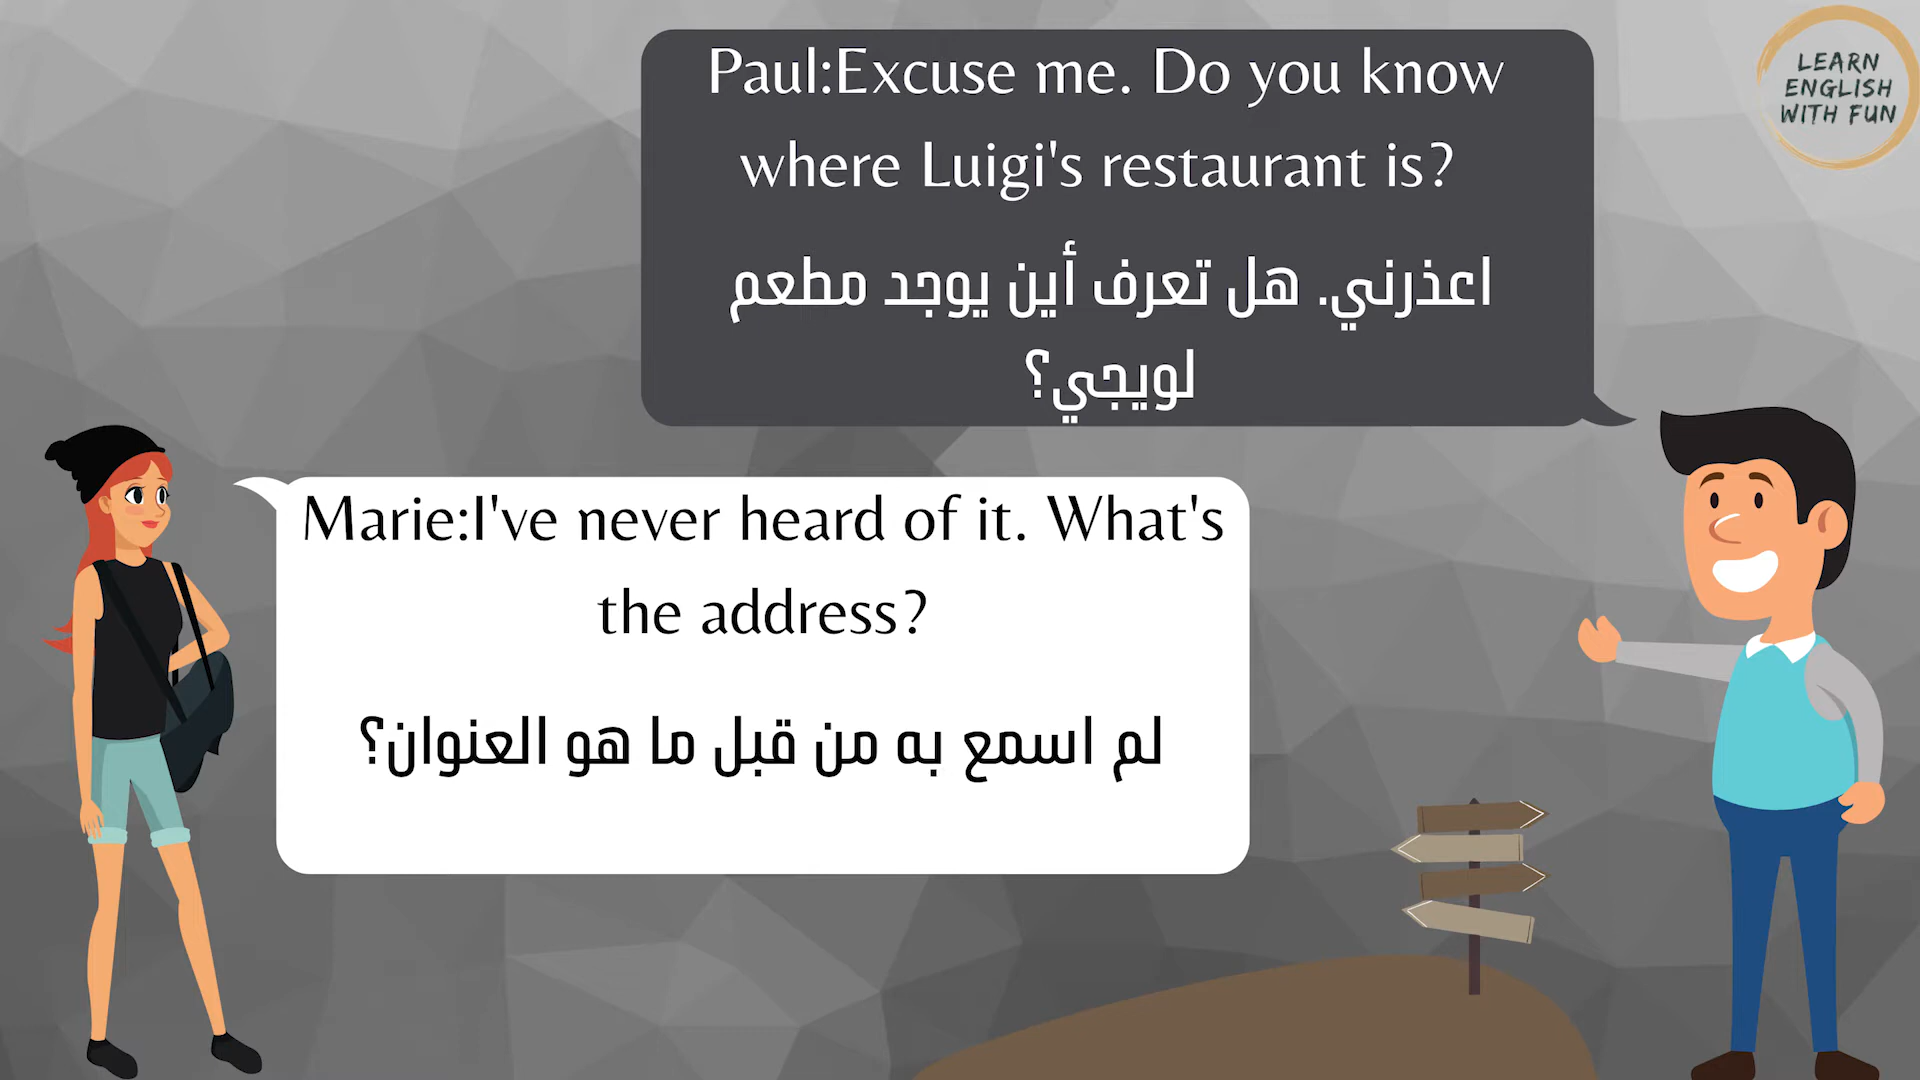 Paul:Excuse me. Do you know
where Luigi's restaurant is?
اعذرني. هل تعرف أين يوجد مطعم
لويجي؟
Marie:I've never heard of it. What's
the address?
لم اسمع به من قبل ما هو العنوان؟
LEARN
ENGLISH
WITH FUN